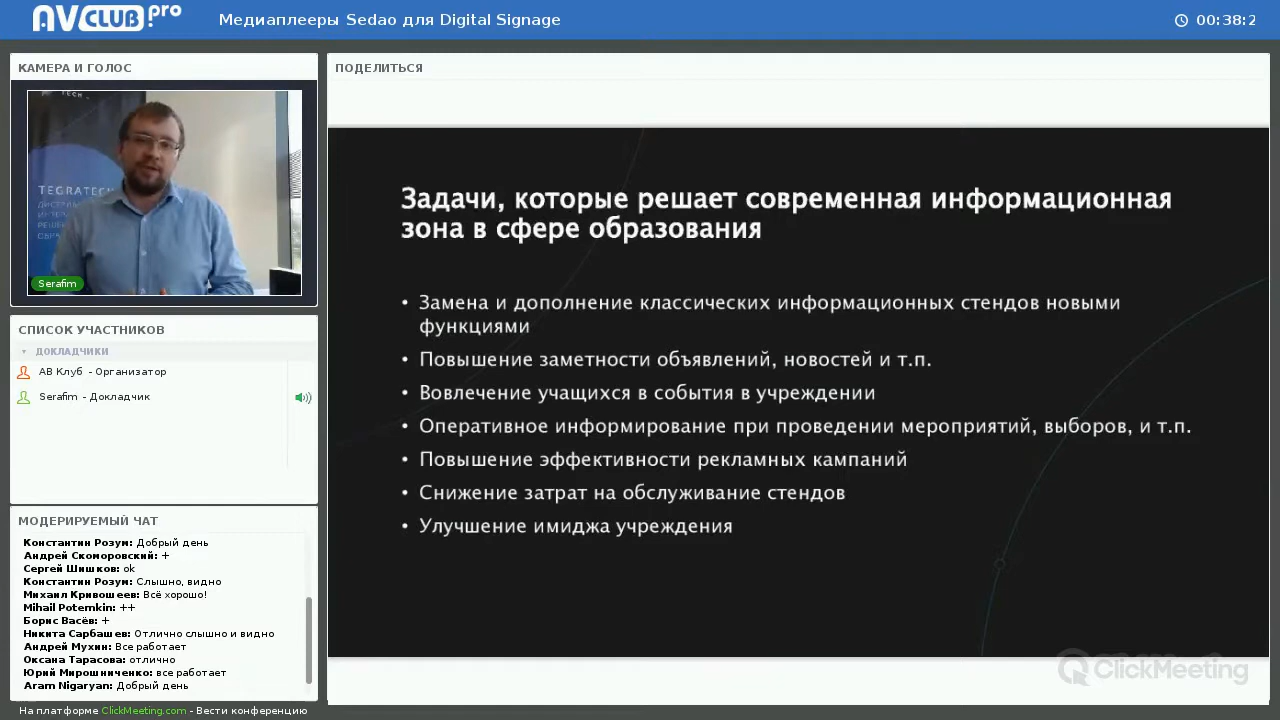 AVCLUB pro
Медиаплееры Sedao для Digital Signage
00:38:2
КАМЕРА И ГОЛОС
TEGRATECH
Serafim
СПИСОК УЧАСТНИКОВ
ДОКЛАДЧИКИ
АВ Клуб - Организатор
Serafim - Докладчик
МОДЕРИРУЕМЫЙ ЧАТ
Константин Розум: Добрый день
Андрей Скоморовский: +
Сергей Шишков: ok
Константин Розум: Слышно, видно
Михаил Кривошеев: Всё хорошо!
Mihail Potemkin: ++
Борис Васёв: +
Никита Сарбашев: Отлично слышно и видно
Андрей Мухин: Все работает
Оксана Тарасова: отлично
Юрий Мирошниченко: все работает
Aram Nigaryan: Добрый день
На платформе ClickMeeting.com - Вести конференцию
ПОДЕЛИТЬСЯ
Задачи, которые решает современная информационная
зона в сфере образования
• Замена и дополнение классических информационных стендов новыми
функциями
• Повышение заметности объявлений, новостей и т.п.
• Вовлечение учащихся в события в учреждении
• Оперативное информирование при проведении мероприятий, выборов, и т.п.
• Повышение эффективности рекламных кампаний
• Снижение затрат на обслуживание стендов
• Улучшение имиджа учреждения
ClickMeeting